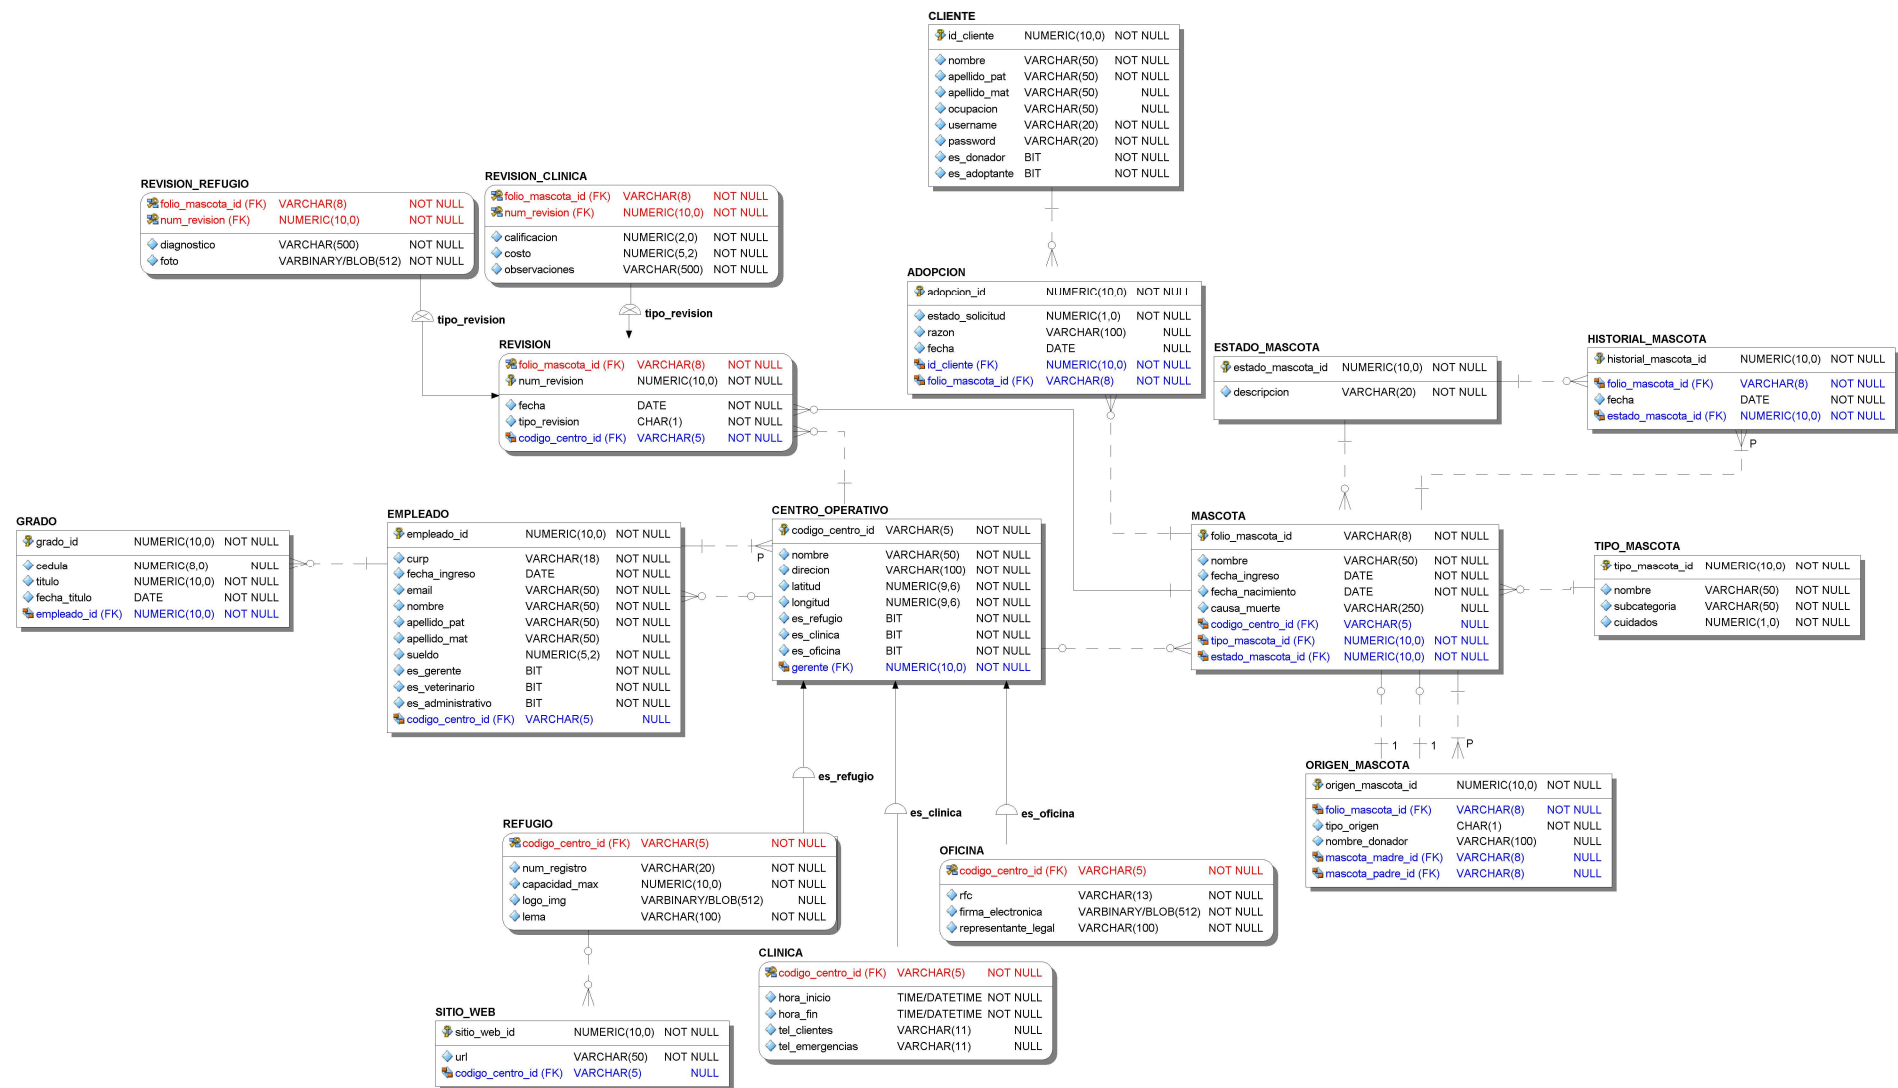 CLIENTE
id_cliente NUMERIC(10,0) NOT NULL
nombre VARCHAR(50) NOT NULL
apellido_pat VARCHAR(50) NOT NULL
apellido_mat VARCHAR(50) NULL
ocupacion VARCHAR(50) NULL
username VARCHAR(20) NOT NULL
password VARCHAR(20) NOT NULL
es_donador BIT NOT NULL
es_adoptante BIT NOT NULL
REVISION_REFUGIO
folio_mascota_id (FK) VARCHAR(8) NOT NULL
num_revision (FK) NUMERIC(10,0) NOT NULL
diagnostico VARCHAR(500) NOT NULL
foto VARBINARY/BLOB(512) NOT NULL
tipo_revision
REVISION_CLINICA
folio_mascota_id (FK) VARCHAR(8) NOT NULL
num_revision (FK) NUMERIC(10,0) NOT NULL
calificacion NUMERIC(2,0) NOT NULL
costo NUMERIC(5,2) NOT NULL
observaciones VARCHAR(500) NOT NULL
tipo_revision
REVISION
folio_mascota_id (FK) VARCHAR(8) NOT NULL
num_revision NUMERIC(10,0) NOT NULL
fecha DATE NOT NULL
tipo_revision CHAR(1) NOT NULL
codigo_centro_id (FK) VARCHAR(5) NOT NULL
ADOPCION
adopcion_id NUMERIC(10,0) NOT NULL
estado_solicitud NUMERIC(1,0) NOT NULL
razon VARCHAR(100) NULL
fecha DATE NULL
id_cliente (FK) NUMERIC(10,0) NOT NULL
folio_mascota_id (FK) VARCHAR(8) NOT NULL
ESTADO_MASCOTA
estado_mascota_id NUMERIC(10,0) NOT NULL
descripcion VARCHAR(20) NOT NULL
HISTORIAL_MASCOTA
historial_mascota_id NUMERIC(10,0) NOT NULL
folio_mascota_id (FK) VARCHAR(8) NOT NULL
fecha DATE NOT NULL
estado_mascota_id (FK) NUMERIC(10,0) NOT NULL
P
GRADO
grado_id NUMERIC(10,0) NOT NULL
cedula NUMERIC(8,0) NULL
titulo NUMERIC(10,0) NOT NULL
fecha_titulo DATE NOT NULL
empleado_id (FK) NUMERIC(10,0) NOT NULL
EMPLEADO
empleado_id NUMERIC(10,0) NOT NULL
curp VARCHAR(18) NOT NULL
fecha_ingreso DATE NOT NULL
email VARCHAR(50) NOT NULL
nombre VARCHAR(50) NOT NULL
apellido_pat VARCHAR(50) NOT NULL
apellido_mat VARCHAR(50) NULL
sueldo NUMERIC(5,2) NOT NULL
es_gerente BIT NOT NULL
es_veterinario BIT NOT NULL
es_administrativo BIT NOT NULL
codigo_centro_id (FK) VARCHAR(5) NULL
P
CENTRO_OPERATIVO
codigo_centro_id VARCHAR(5) NOT NULL
nombre VARCHAR(50) NOT NULL
direcion VARCHAR(100) NOT NULL
latitud NUMERIC(9,6) NOT NULL
longitud NUMERIC(9,6) NOT NULL
es_refugio BIT NOT NULL
es_clinica BIT NOT NULL
es_oficina BIT NOT NULL
gerente (FK) NUMERIC(10,0) NOT NULL
MASCOTA
folio_mascota_id VARCHAR(8) NOT NULL
nombre VARCHAR(50) NOT NULL
fecha_ingreso DATE NOT NULL
fecha_nacimiento DATE NOT NULL
causa_muerte VARCHAR(250) NULL
codigo_centro_id (FK) VARCHAR(5) NULL
tipo_mascota_id (FK) NUMERIC(10,0) NOT NULL
estado_mascota_id (FK) NUMERIC(10,0) NOT NULL
TIPO_MASCOTA
tipo_mascota_id NUMERIC(10,0) NOT NULL
nombre VARCHAR(50) NOT NULL
subcategoria VARCHAR(50) NOT NULL
cuidados NUMERIC(1,0) NOT NULL
1
1
P
ORIGEN_MASCOTA
origen_mascota_id NUMERIC(10,0) NOT NULL
folio_mascota_id (FK) VARCHAR(8) NOT NULL
tipo_origen CHAR(1) NOT NULL
nombre_donador VARCHAR(100) NULL
mascota_madre_id (FK) VARCHAR(8) NULL
mascota_padre_id (FK) VARCHAR(8) NULL
es_refugio
es_clinica
es_oficina
REFUGIO
codigo_centro_id (FK) VARCHAR(5) NOT NULL
num_registro VARCHAR(20) NOT NULL
capacidad_max NUMERIC(10,0) NOT NULL
logo_img VARBINARY/BLOB(512) NULL
lema VARCHAR(100) NOT NULL
OFICINA
codigo_centro_id (FK) VARCHAR(5) NOT NULL
rfc VARCHAR(13) NOT NULL
firma_electronica VARBINARY/BLOB(512) NOT NULL
representante_legal VARCHAR(100) NOT NULL
CLINICA
codigo_centro_id (FK) VARCHAR(5) NOT NULL
hora_inicio TIME/DATETIME NOT NULL
hora_fin TIME/DATETIME NOT NULL
tel_clientes VARCHAR(11) NULL
tel_emergencias VARCHAR(11) NULL
SITIO_WEB
sitio_web_id NUMERIC(10,0) NOT NULL
url VARCHAR(50) NOT NULL
codigo_centro_id (FK) VARCHAR(5) NULL